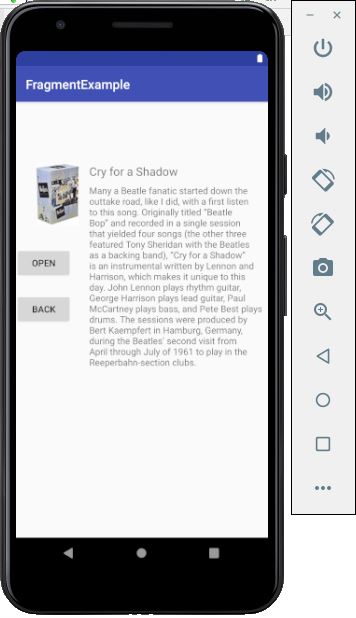 FragmentExample
Cry for a Shadow
Many a Beatle fanatic started down the
outtake road, like I did, with a first listen
to this song. Originally titled "Beatle
Bop" and recorded in a single session
that yielded four songs (the other three
featured Tony Sheridan with the Beatles
as a backing band), "Cry for a Shadow"
is an instrumental written by Lennon and
Harrison, which makes it unique to this
day. John Lennon plays rhythm guitar,
George Harrison plays lead guitar, Paul
McCartney plays bass, and Pete Best plays
drums. The sessions were produced by
Bert Kaempfert in Hamburg, Germany,
during the Beatles' second visit from
April through July of 1961 to play in the
Reeperbahn-section clubs.
OPEN
BACK